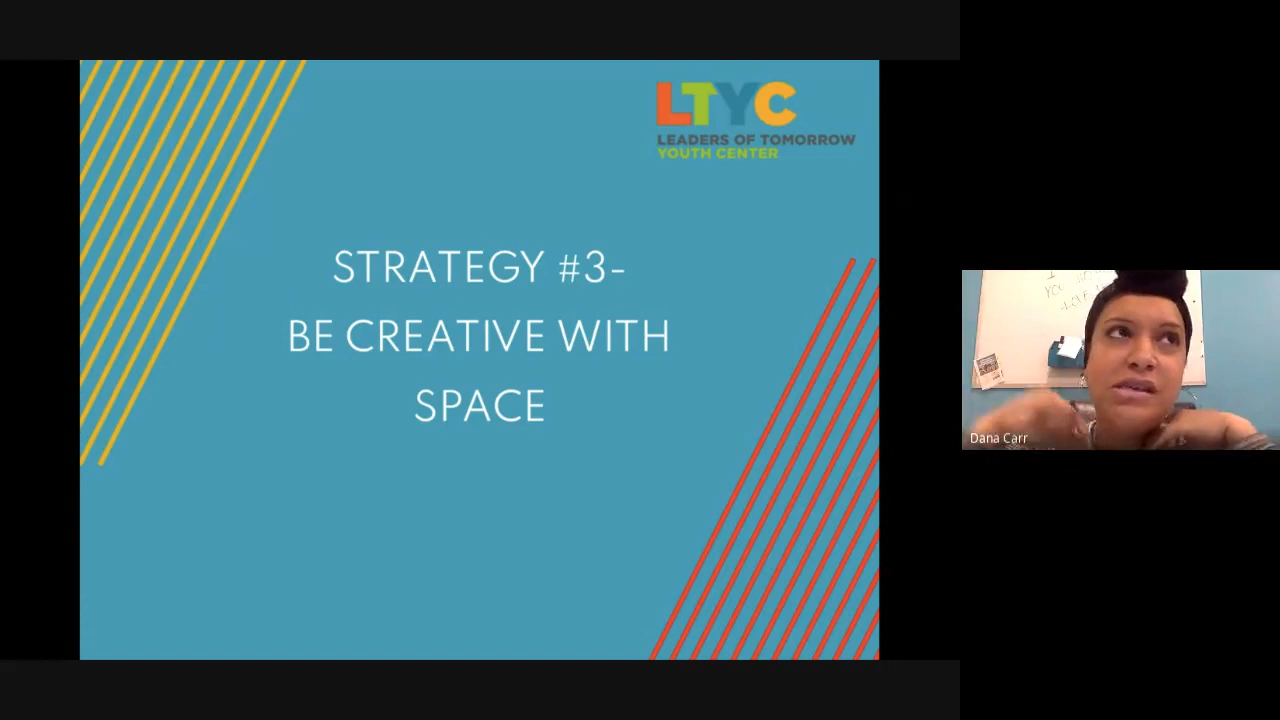 LTYC
LEADERS OF TOMORROW
YOUTH CENTER
STRATEGY #3-
BE CREATIVE WITH
SPACE
Dana Carr